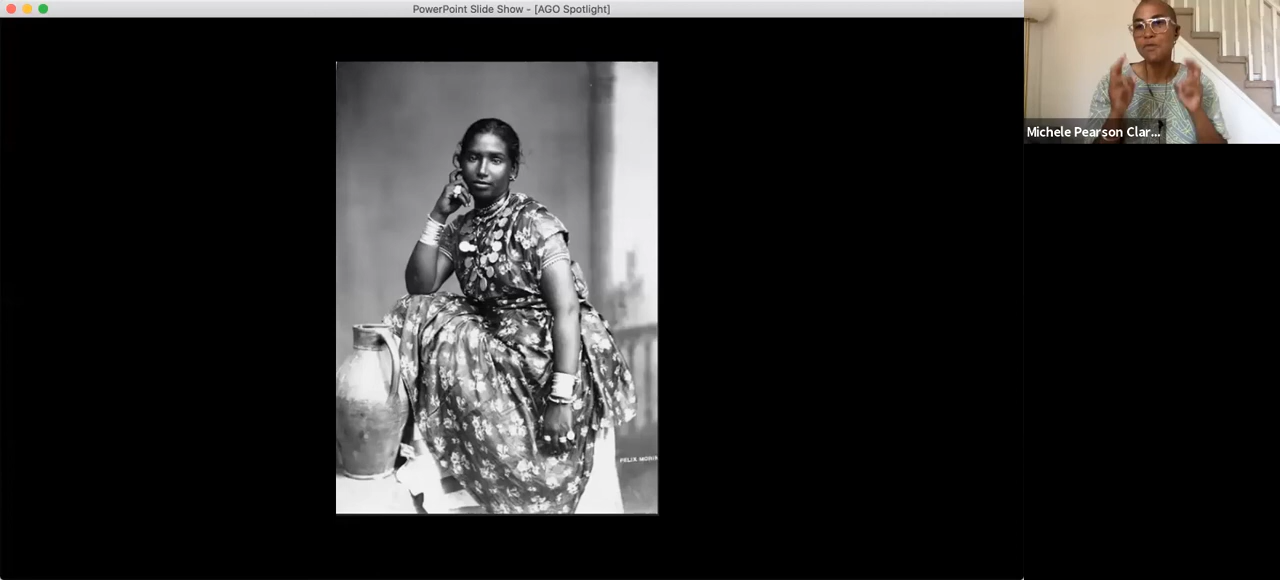 PowerPoint Slide Show - [AGO Spotlight]
Michele Pearson Clar...
FELIX MORIN